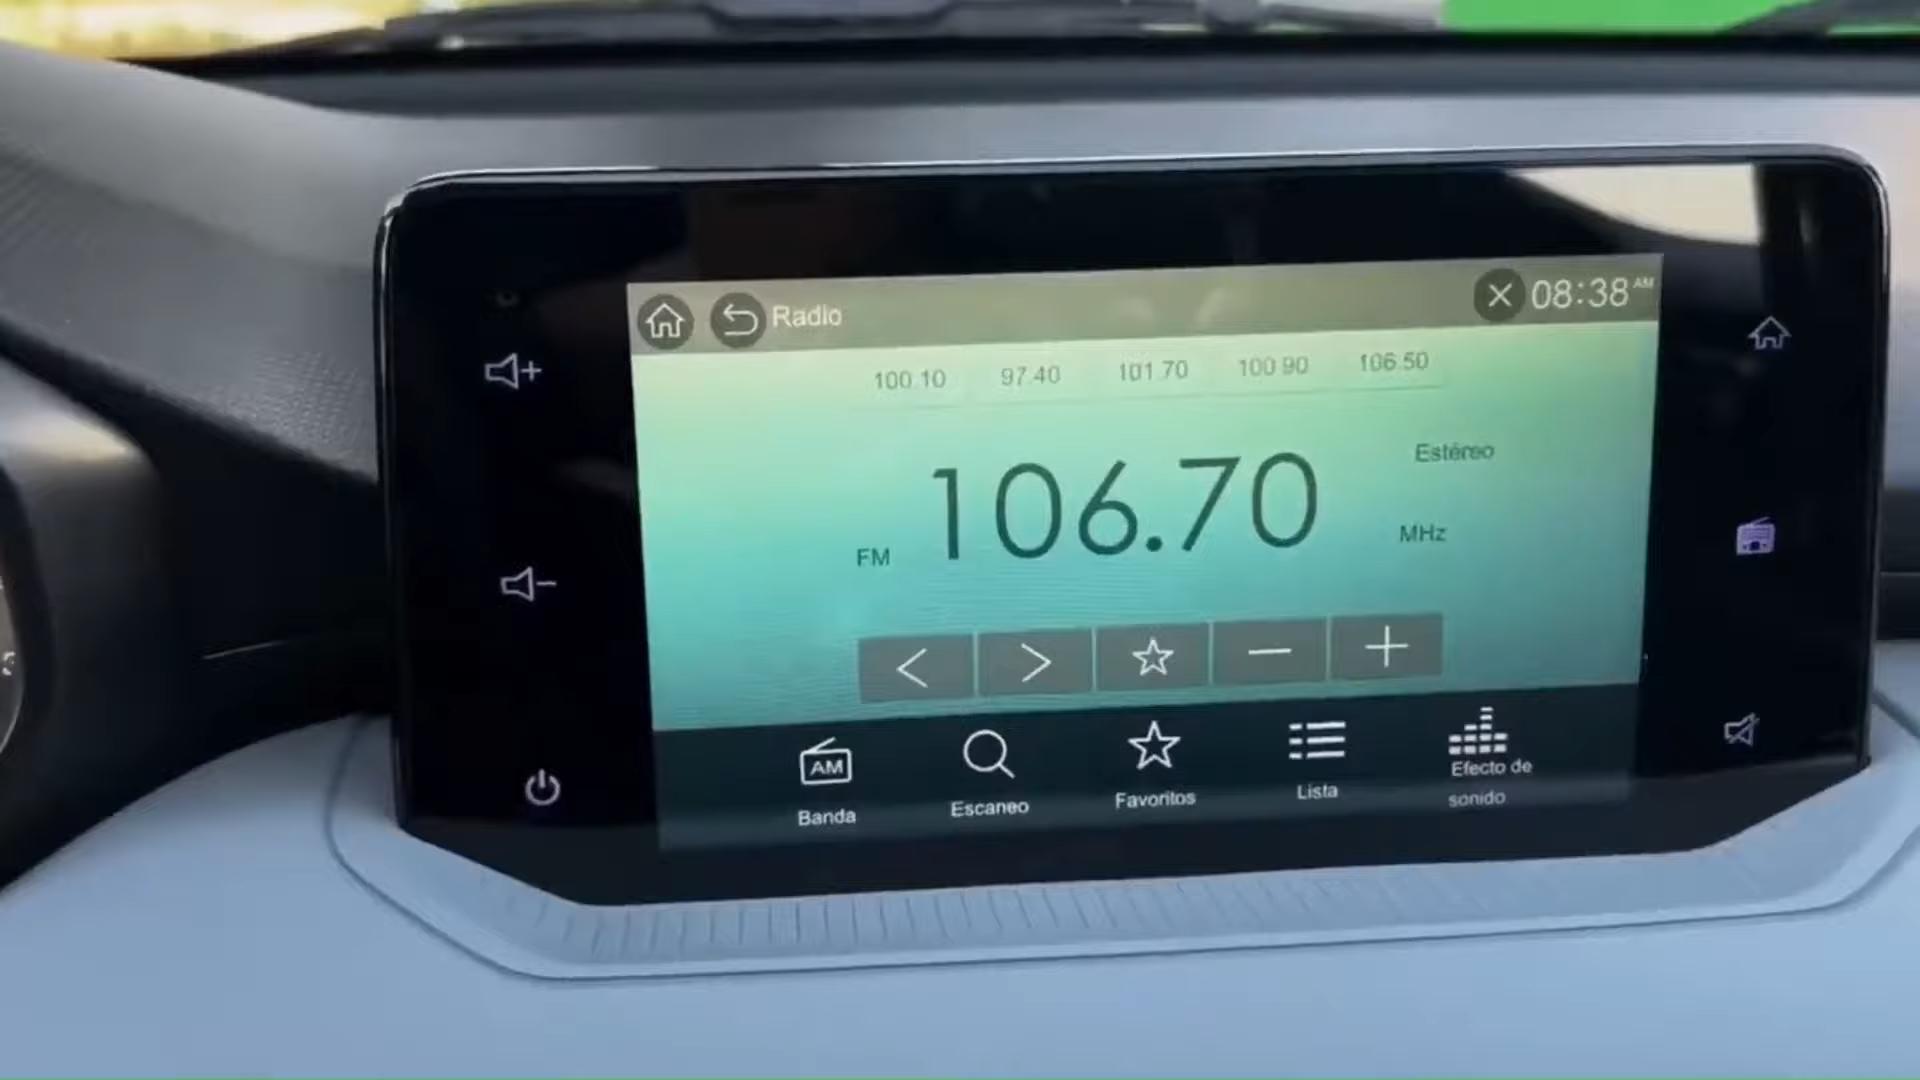 Radio
08:38 AM
100.10 97.40 101.70 100.90 106.50
Estéreo
FM 106.70 MHz
AM
Banda
Escaneo
Favoritos
Lista
Efecto de
sonido